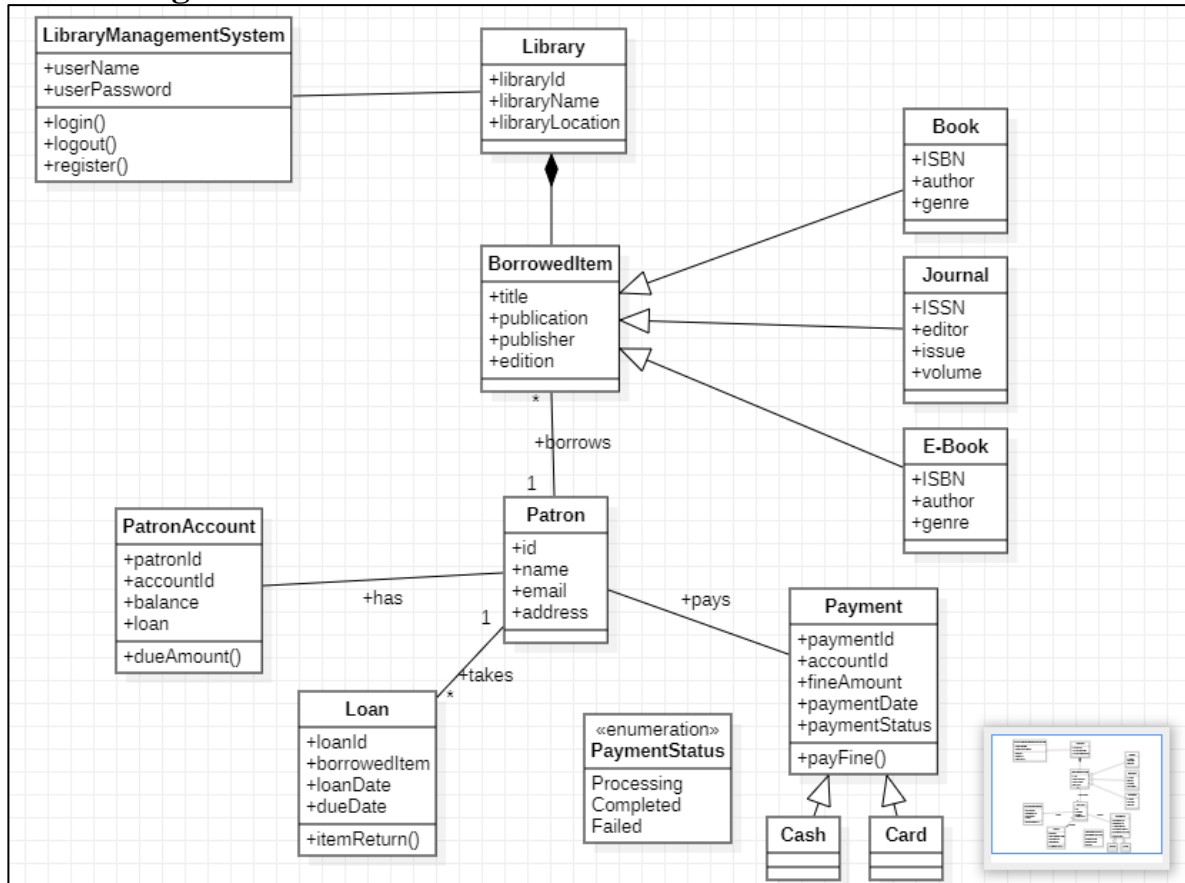 LibraryManagementSystem
+userName
+userPassword
+login()
+logout()
+register()
Library
+libraryId
+libraryName
+libraryLocation
Book
+ISBN
+author
+genre
BorrowedItem
+title
+publication
+publisher
+edition
Journal
+ISSN
+editor
+issue
+volume
*
+borrows
1
E-Book
+ISBN
+author
+genre
Patron
+id
+name
+email
+address
PatronAccount
+patronId
+accountId
+balance
+loan
+dueAmount()
+has
1
+takes
*
+pays
Payment
+paymentId
+accountId
+fineAmount
+paymentDate
+paymentStatus
+payFine()
Loan
+loanId
+borrowedItem
+loanDate
+dueDate
+itemReturn()
«enumeration»
PaymentStatus
Processing
Completed
Failed
Cash
Card